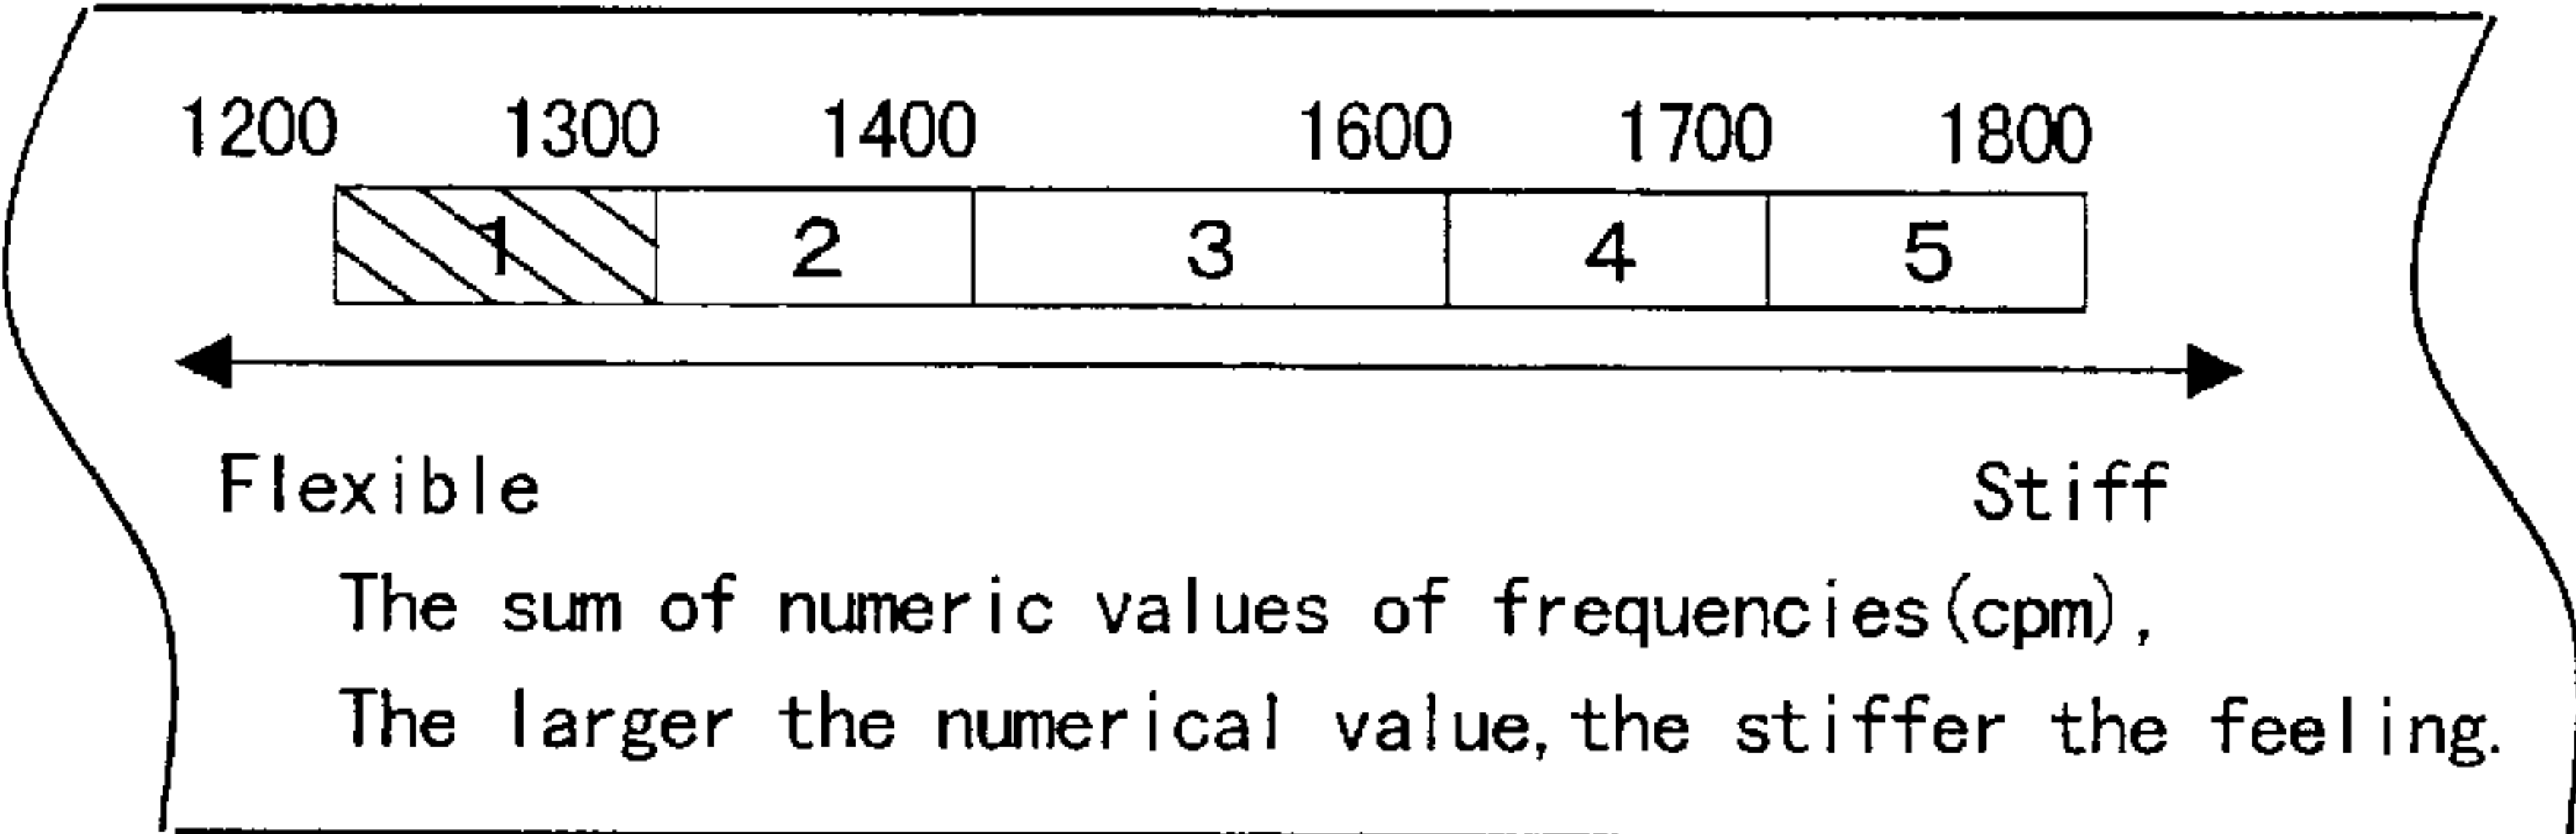 1200 1300 1400 1600 1700 1800
1 2 3 4 5
Flexible Stiff
The sum of numeric values of frequencies(cpm),
The larger the numerical value, the stiffer the feeling.